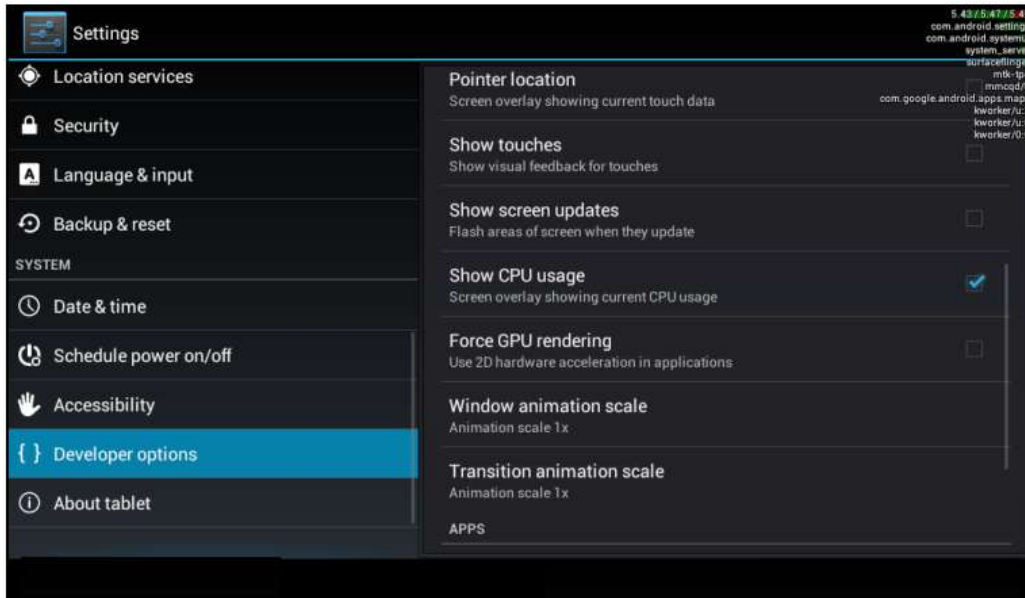 Settings
5.43 / 5.47 / 5.4
com.android.setting
com.android.systemu
system_serve
surfaceflinge
mtk-tp
mmcqd/
com.google.android.apps.map
kworker/u:
kworker/u:
kworker/0:
Location services
Security
Language & input
Backup & reset
SYSTEM
Date & time
Schedule power on/off
Accessibility
{ } Developer options
About tablet
Pointer location
Screen overlay showing current touch data
Show touches
Show visual feedback for touches
Show screen updates
Flash areas of screen when they update
Show CPU usage
Screen overlay showing current CPU usage
Force GPU rendering
Use 2D hardware acceleration in applications
Window animation scale
Animation scale 1x
Transition animation scale
Animation scale 1x
APPS